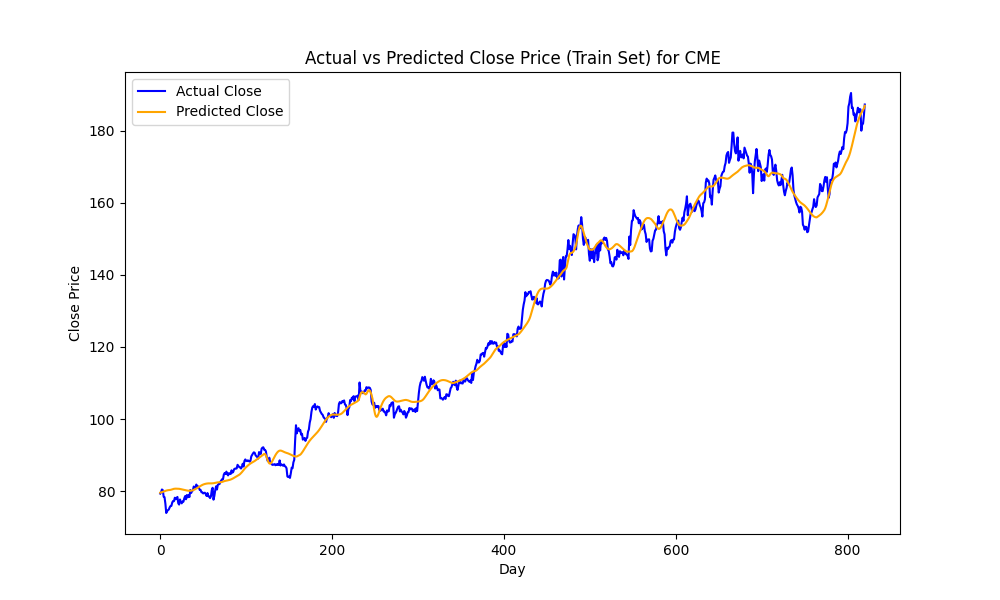 Actual vs Predicted Close Price (Train Set) for CME
Actual Close
Predicted Close
Close Price
180
160
140
120
100
80
0 200 400 600 800
Day